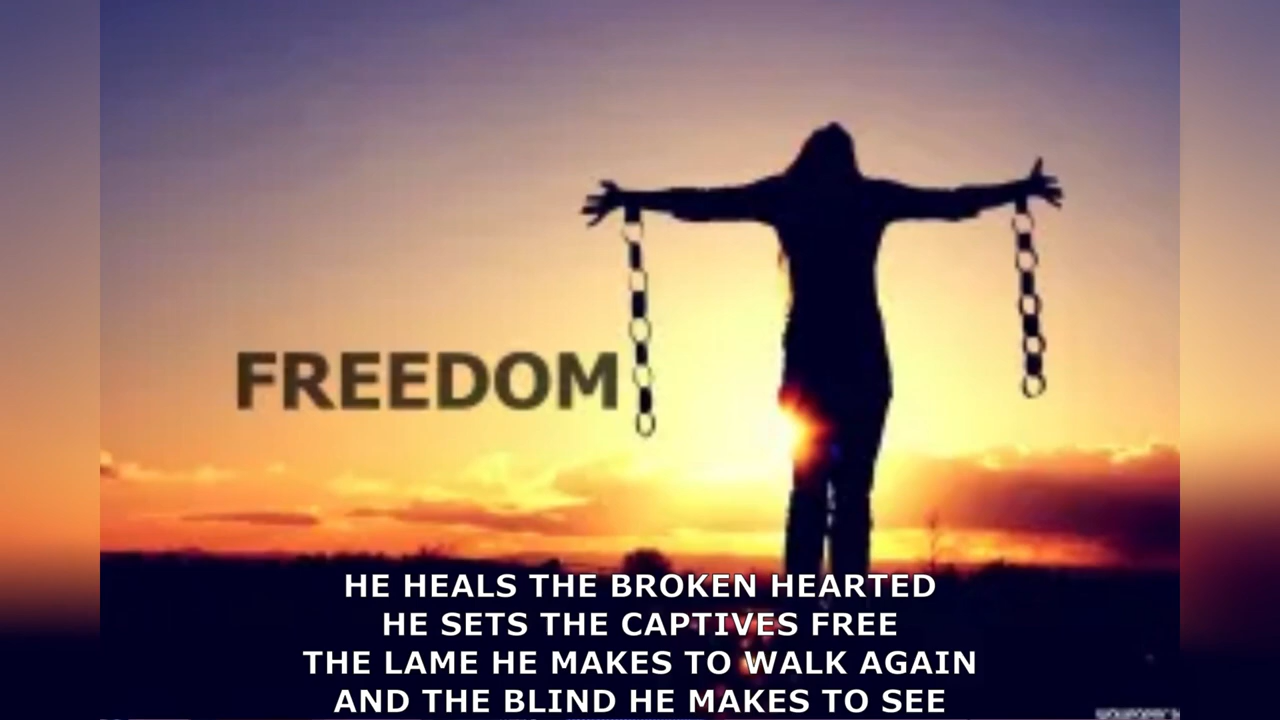 FREEDOM
HE HEALS THE BROKEN HEARTED
HE SETS THE CAPTIVES FREE
THE LAME HE MAKES TO WALK AGAIN
AND THE BLIND HE MAKES TO SEE